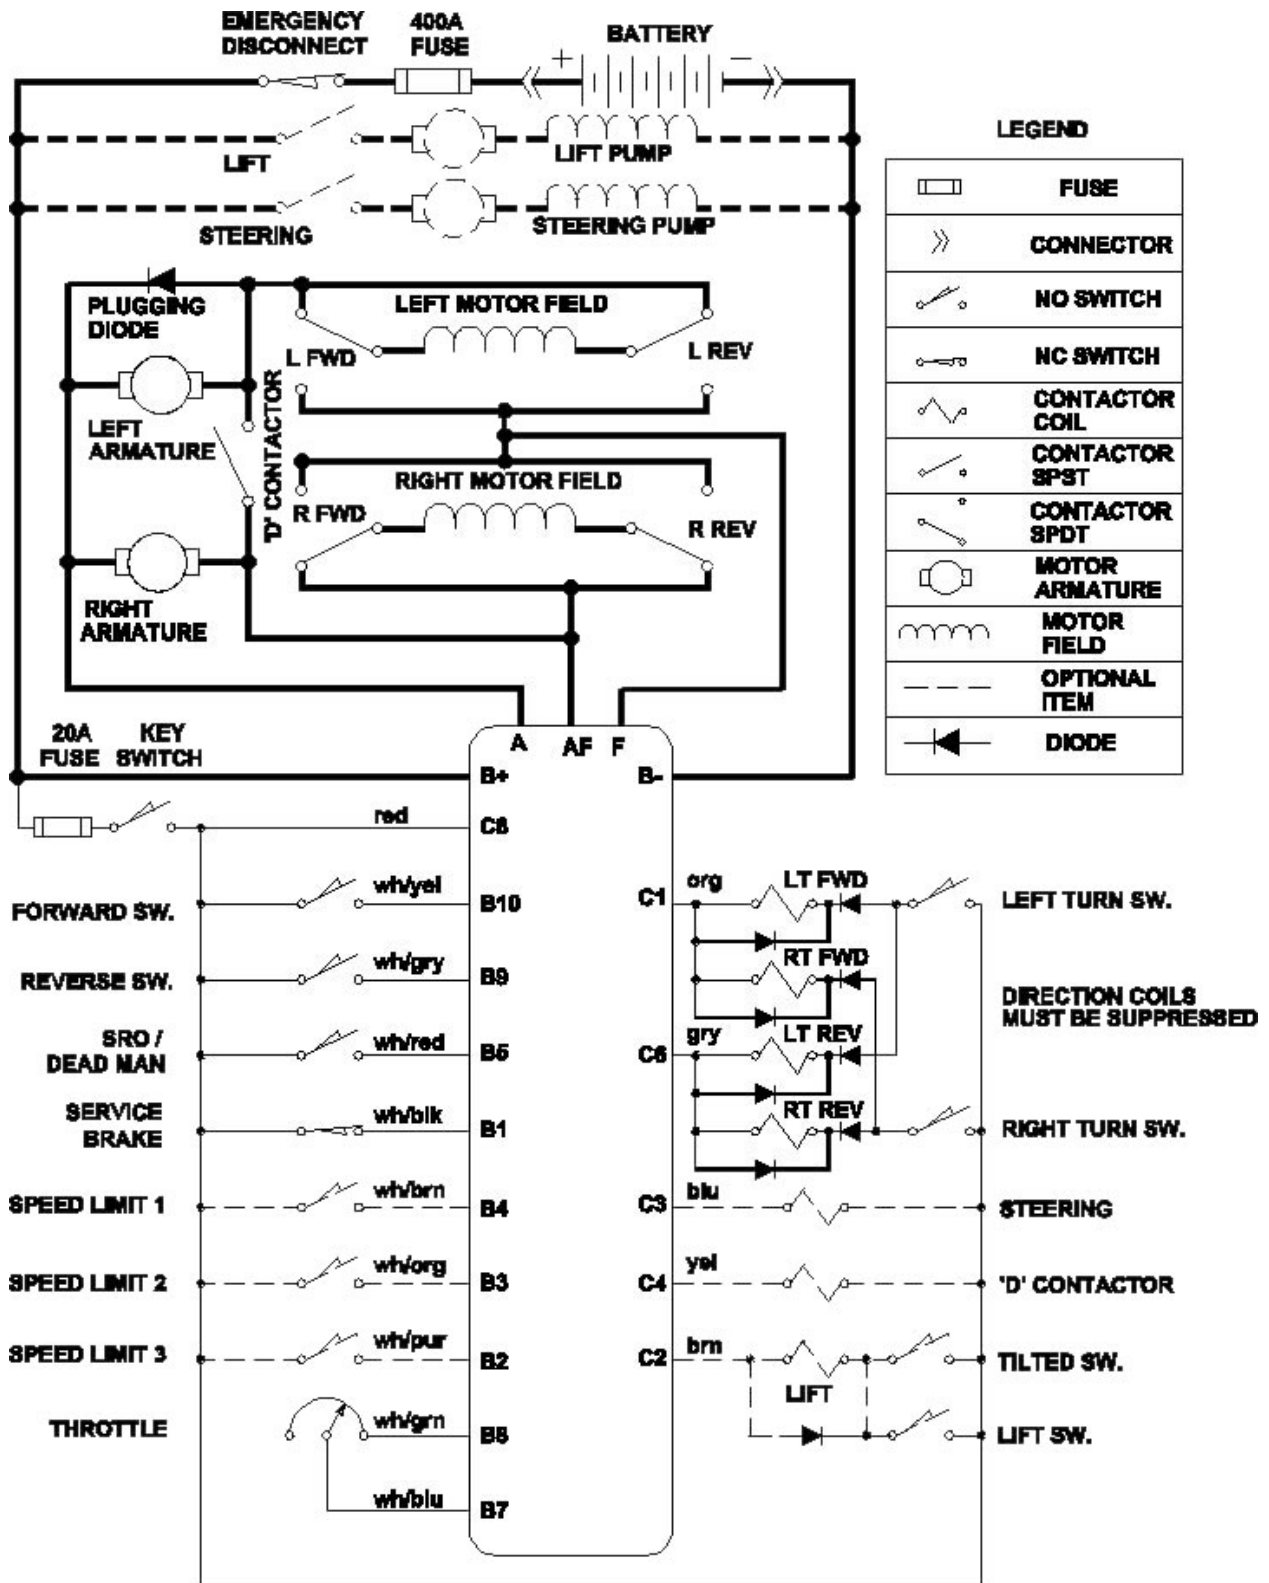 EMERGENCY
DISCONNECT
400A
FUSE
BATTERY
+
−
LIFT
LIFT PUMP
STEERING
STEERING PUMP
PLUGGING
DIODE
LEFT MOTOR FIELD
L FWD
L REV
LEFT
ARMATURE
'D' CONTACTOR
RIGHT MOTOR FIELD
R FWD
R REV
RIGHT
ARMATURE
LEGEND
FUSE
CONNECTOR
NO SWITCH
NC SWITCH
CONTACTOR
COIL
CONTACTOR
SPST
CONTACTOR
SPDT
MOTOR
ARMATURE
MOTOR
FIELD
OPTIONAL
ITEM
DIODE
20A
FUSE
KEY
SWITCH
A
AF
F
B+
B-
red
C8
FORWARD SW.
wh/yel
B10
REVERSE SW.
wh/gry
B9
SRO /
DEAD MAN
wh/red
B5
SERVICE
BRAKE
wh/blk
B1
SPEED LIMIT 1
wh/brn
B4
SPEED LIMIT 2
wh/org
B3
SPEED LIMIT 3
wh/pur
B2
THROTTLE
wh/grn
B8
wh/blu
B7
C1
org
LT FWD
LEFT TURN SW.
RT FWD
DIRECTION COILS
MUST BE SUPPRESSED
C6
gry
LT REV
RT REV
RIGHT TURN SW.
C3
blu
STEERING
C4
yel
'D' CONTACTOR
C2
brn
LIFT
TILTED SW.
LIFT SW.